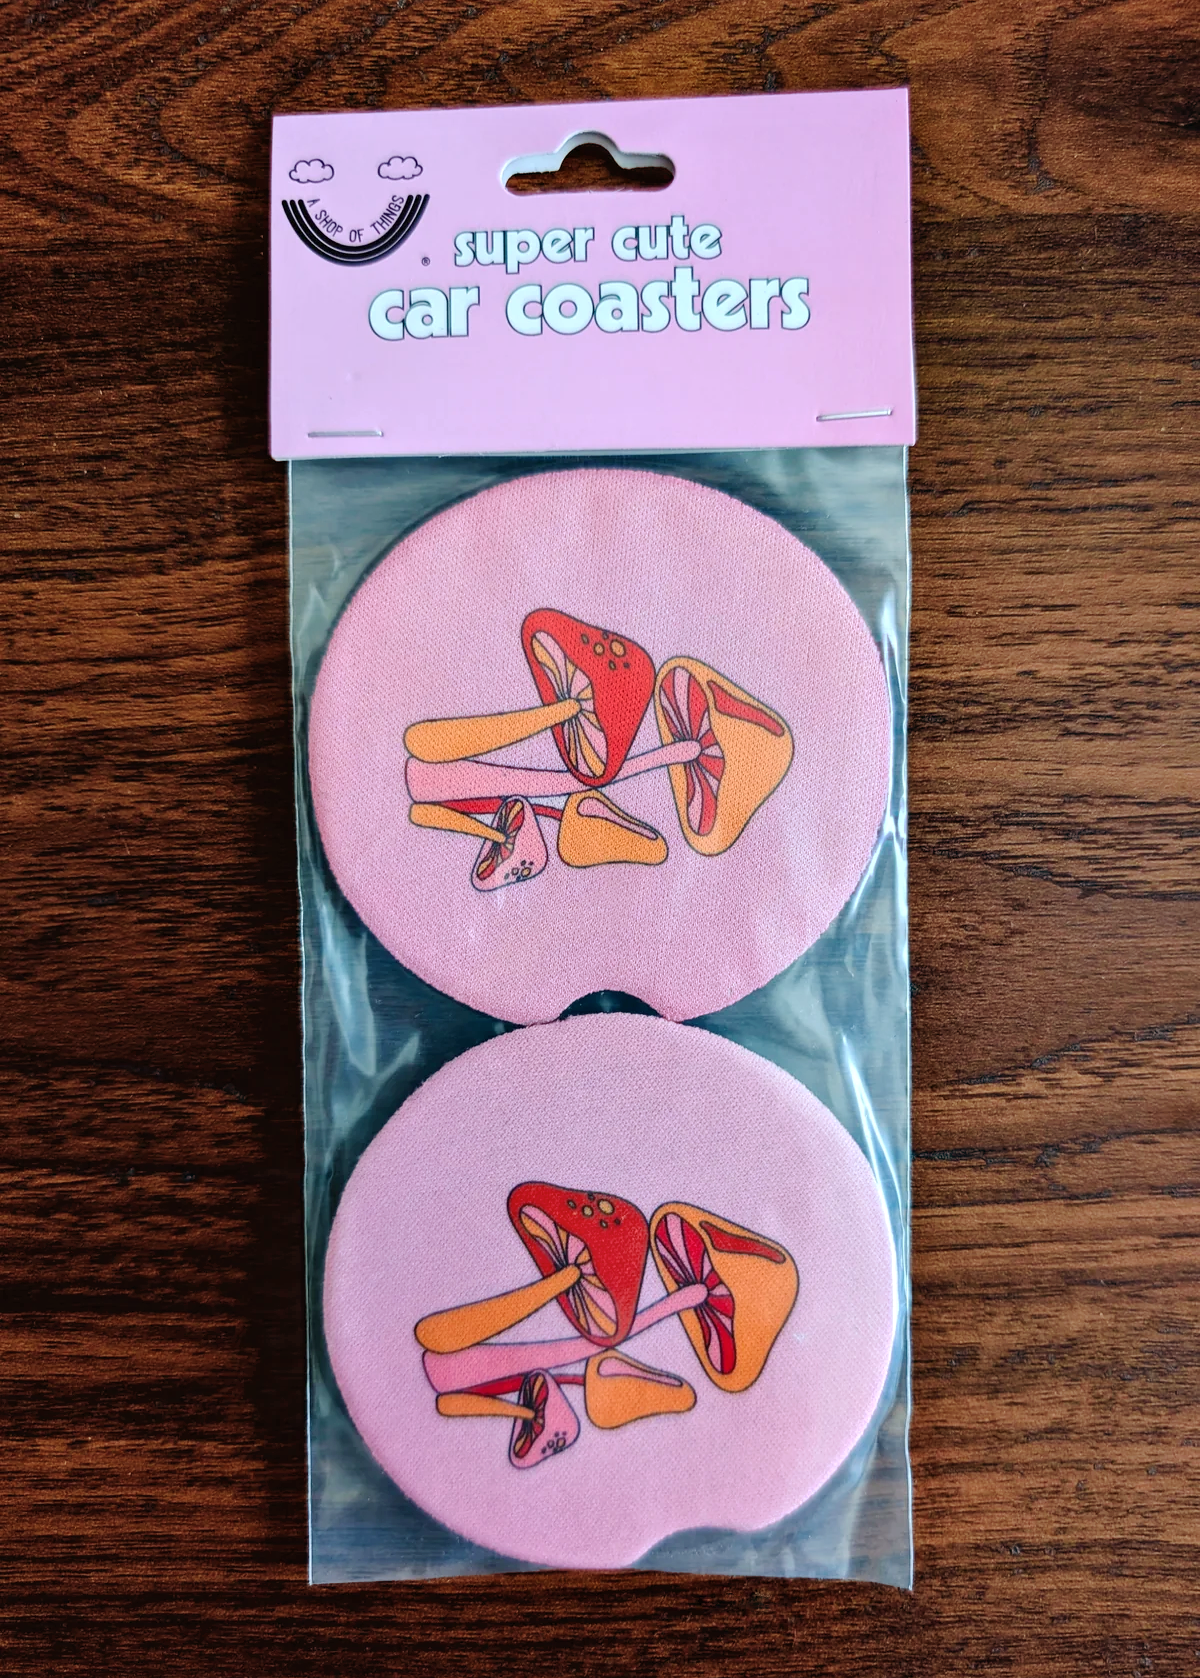 A SHOP OF THINGS
®
super cute
car coasters